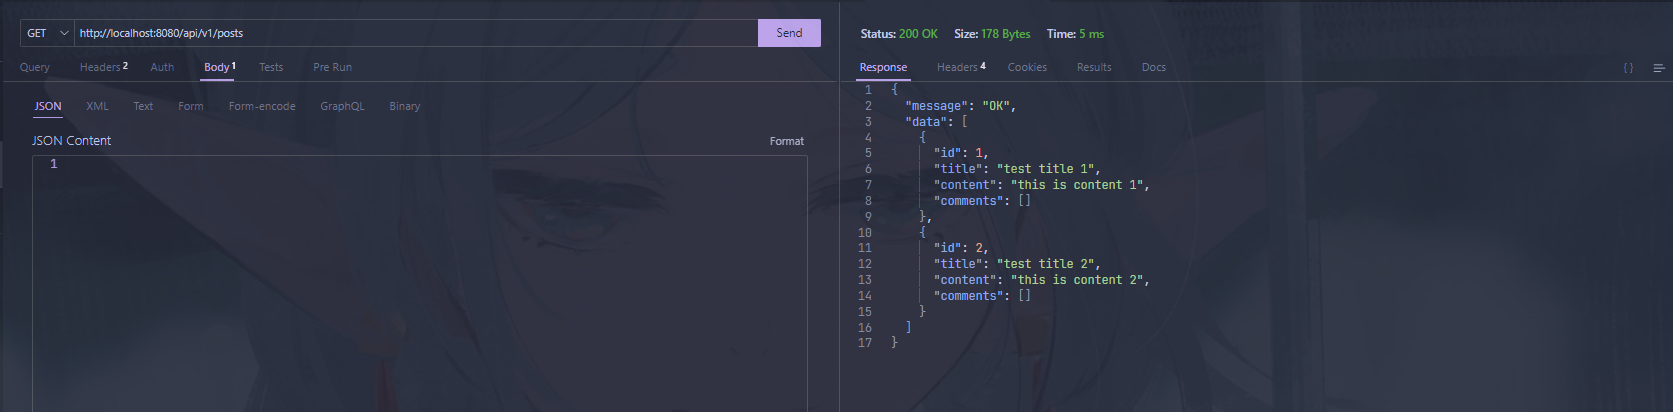 GET http://localhost:8080/api/v1/posts Send
Query Headers 2 Auth Body 1 Tests Pre Run
JSON XML Text Form Form-encode GraphQL Binary
JSON Content Format
1
Status: 200 OK Size: 178 Bytes Time: 5 ms
Response Headers 4 Cookies Results Docs { }
1 {
2 "message": "OK",
3 "data": [
4 {
5 "id": 1,
6 "title": "test title 1",
7 "content": "this is content 1",
8 "comments": []
9 },
10 {
11 "id": 2,
12 "title": "test title 2",
13 "content": "this is content 2",
14 "comments": []
15 }
16 ]
17 }